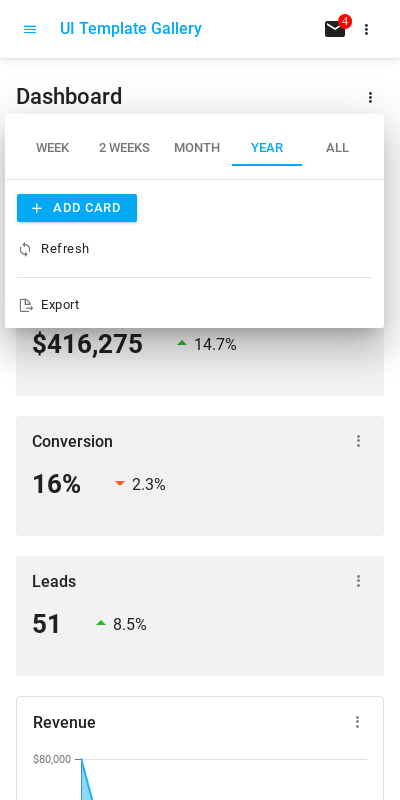 UI Template Gallery
4
Dashboard
WEEK 2 WEEKS MONTH YEAR ALL
ADD CARD
Refresh
Export
$416,275 14.7%
Conversion
16% 2.3%
Leads
51 8.5%
Revenue
$80,000